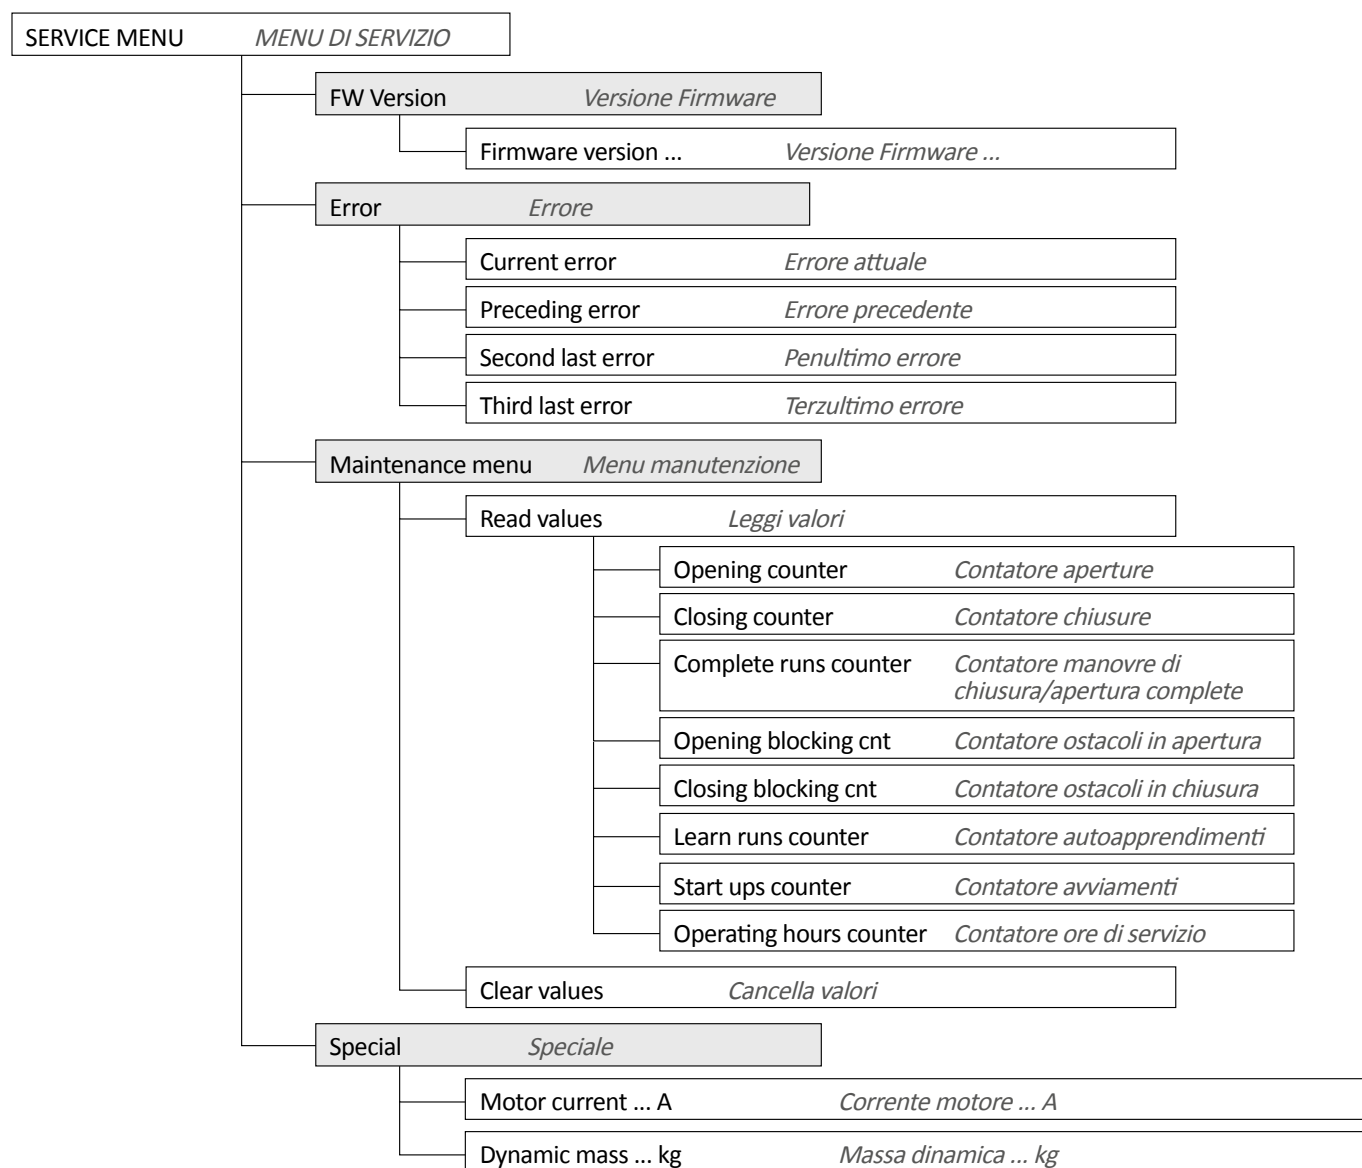 SERVICE MENU MENU DI SERVIZIO
FW Version Versione Firmware
Firmware version ... Versione Firmware ...
Error Errore
Current error Errore attuale
Preceding error Errore precedente
Second last error Penultimo errore
Third last error Terzultimo errore
Maintenance menu Menu manutenzione
Read values Leggi valori
Opening counter Contatore aperture
Closing counter Contatore chiusure
Complete runs counter Contatore manovre di
chiusura/apertura complete
Opening blocking cnt Contatore ostacoli in apertura
Closing blocking cnt Contatore ostacoli in chiusura
Learn runs counter Contatore autoapprendimenti
Start ups counter Contatore avviamenti
Operating hours counter Contatore ore di servizio
Clear values Cancella valori
Special Speciale
Motor current ... A Corrente motore ... A
Dynamic mass ... kg Massa dinamica ... kg